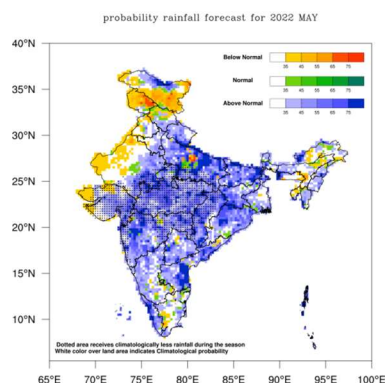 probability rainfall forecast for 2022 MAY
40°N
35°N
30°N
25°N
20°N
15°N
10°N
Below Normal
35 45 55 65 75
Normal
35 45 55 65 75
Above Normal
35 45 55 65 75
Dotted area receives climatologically less rainfall during the season
White color over land area indicates Climatological probability
65°E 70°E 75°E 80°E 85°E 90°E 95°E 100°E